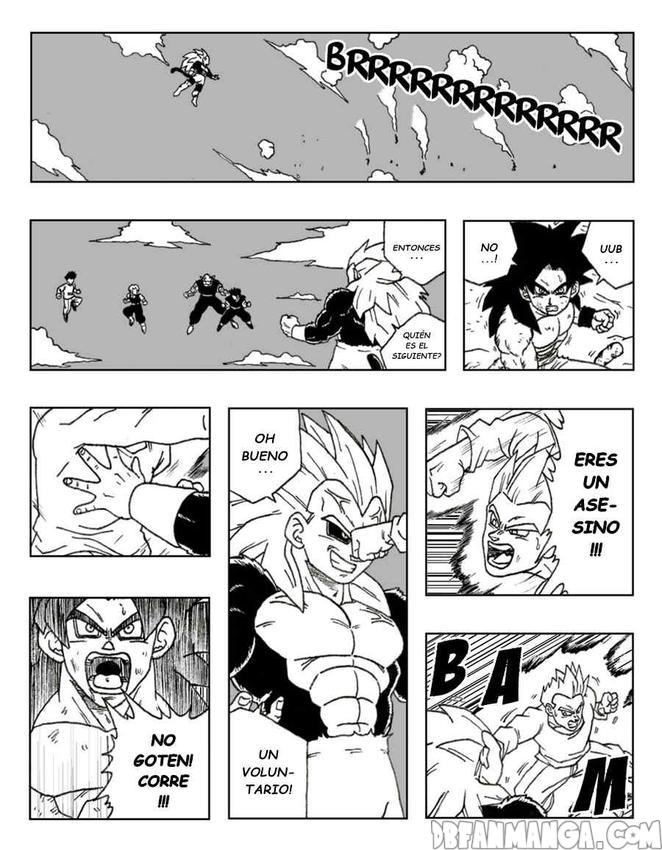 BRRRRRRRRRRRRR
UUB
...
NO
...!
ENTONCES
...
QUIÉN
ES EL
SIGUIENTE?
ERES
UN
ASE-
SINO
!!!
BAM
OH
BUENO
...
UN
VOLUN-
TARIO!
NO
GOTEN!
CORRE
!!!
DBFANMANGA.COM